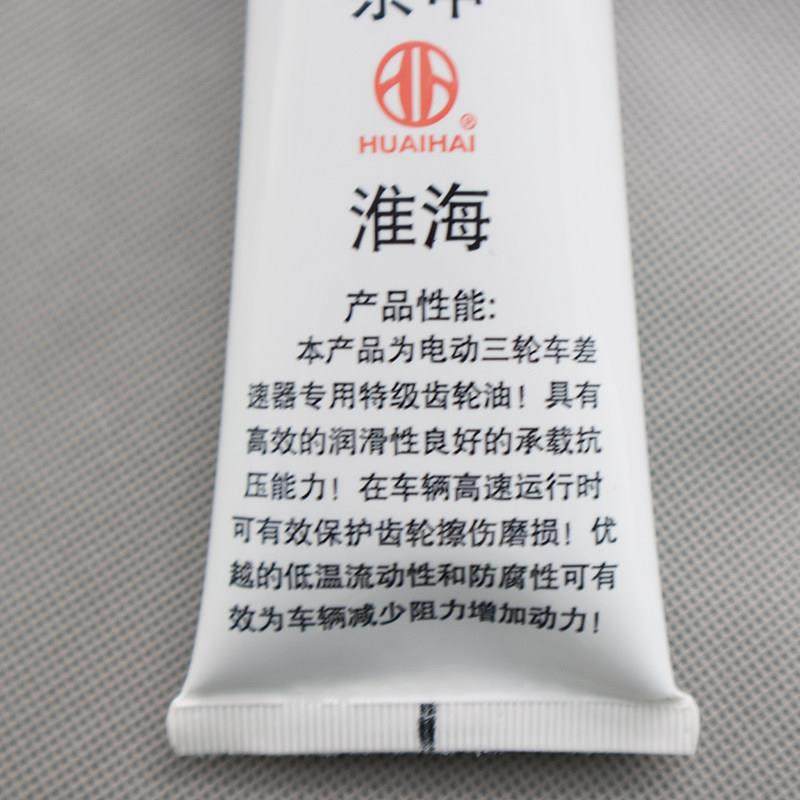 HUAIHAI
®
淮海
产品性能:
本产品为电动三轮车差
速器专用特级齿轮油！具有
高效的润滑性良好的承载抗
压能力！在车辆高速运行时
可有效保护齿轮擦伤磨损！优
越的低温流动性和防腐性可有
效为车辆减少阻力增加动力！